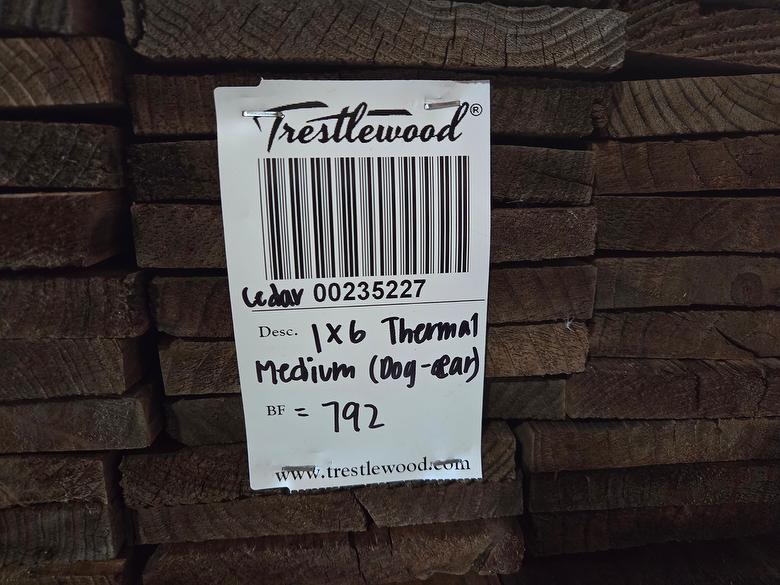 Trestlewood®
Cedar 00235227
Desc. 1x6 Thermal
Medium (Dog-ear)
BF = 792
www.trestlewood.com